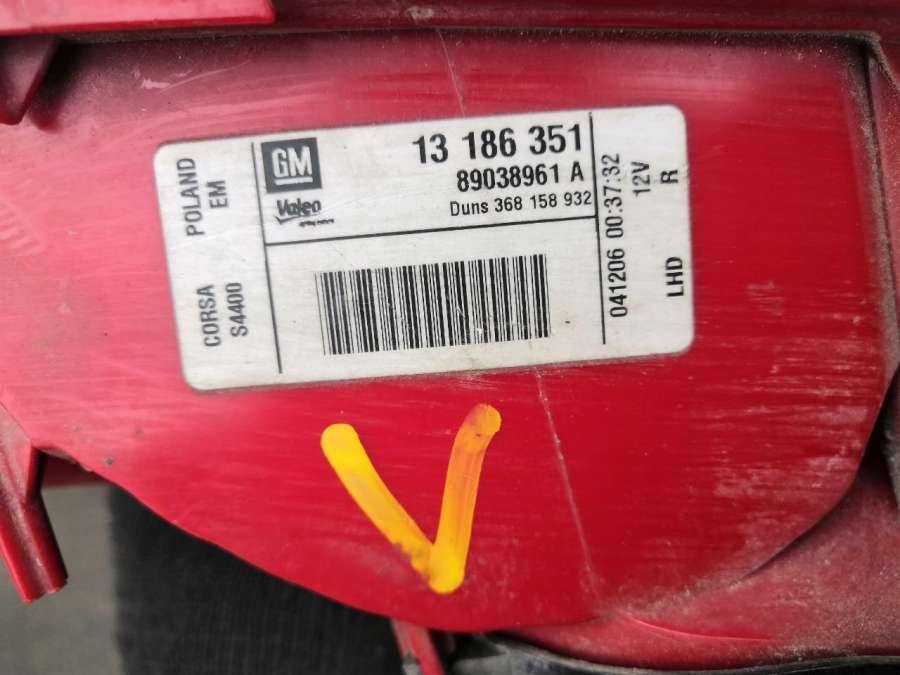 POLAND
EM
CORSA
S4400
GM
Valeo
13 186 351
89038961 A
Duns 368 158 932
041206 00:37:32
12V
R
LHD
V